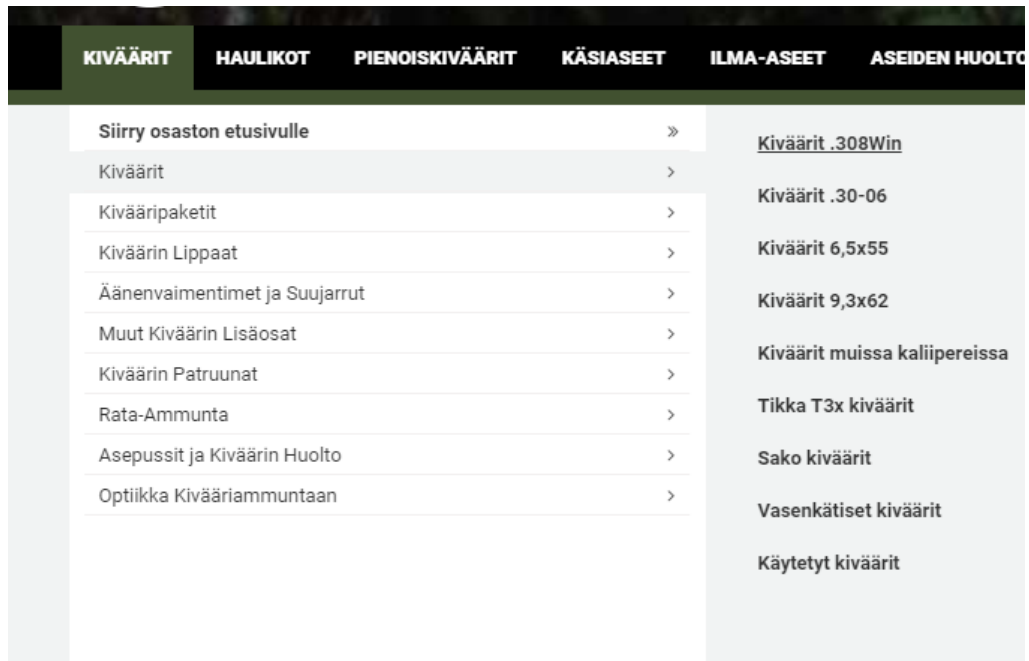 KIVÄÄRIT HAULIKOT PIENOISKIVÄÄRIT KÄSIASEET ILMA-ASEET ASEIDEN HUOLTO
Siirry osaston etusivulle
Kiväärit
Kivääripaketit
Kiväärin Lippaat
Äänenvaimentimet ja Suujarrut
Muut Kiväärin Lisäosat
Kiväärin Patruunat
Rata-Ammunta
Asepussit ja Kiväärin Huolto
Optiikka Kivääriammuntaan
Kiväärit .308Win
Kiväärit .30-06
Kiväärit 6,5x55
Kiväärit 9,3x62
Kiväärit muissa kaliipereissa
Tikka T3x kiväärit
Sako kiväärit
Vasenkätiset kiväärit
Käytetyt kiväärit